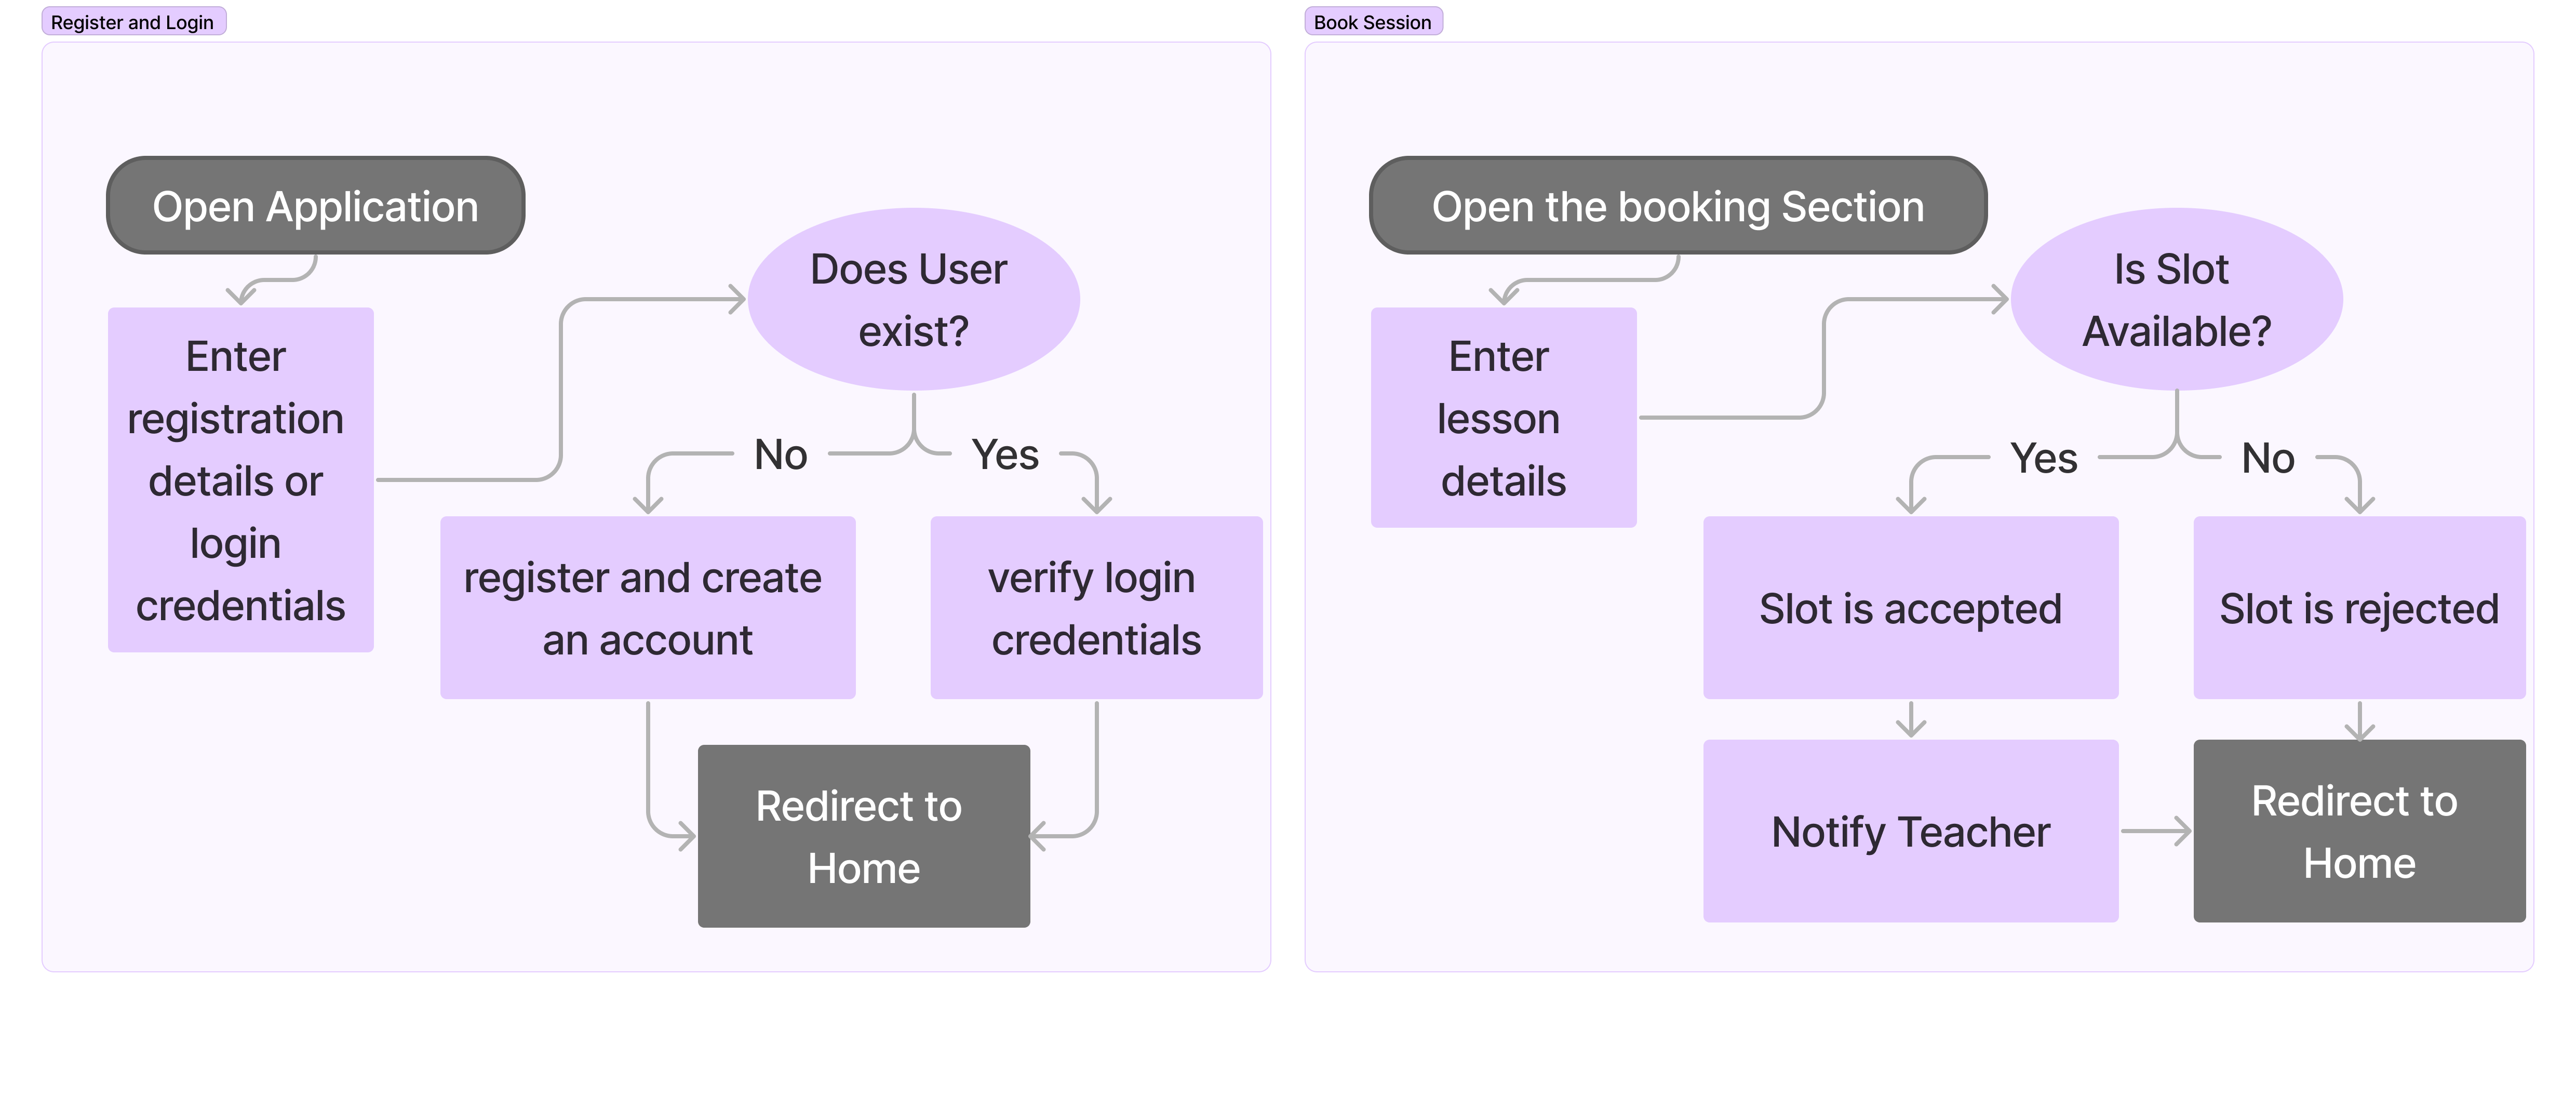 Register and Login
Open Application
Enter
registration
details or
login
credentials
Does User
exist?
No
Yes
register and create
an account
verify login
credentials
Redirect to
Home
Book Session
Open the booking Section
Enter
lesson
details
Is Slot
Available?
Yes
No
Slot is accepted
Slot is rejected
Notify Teacher
Redirect to
Home